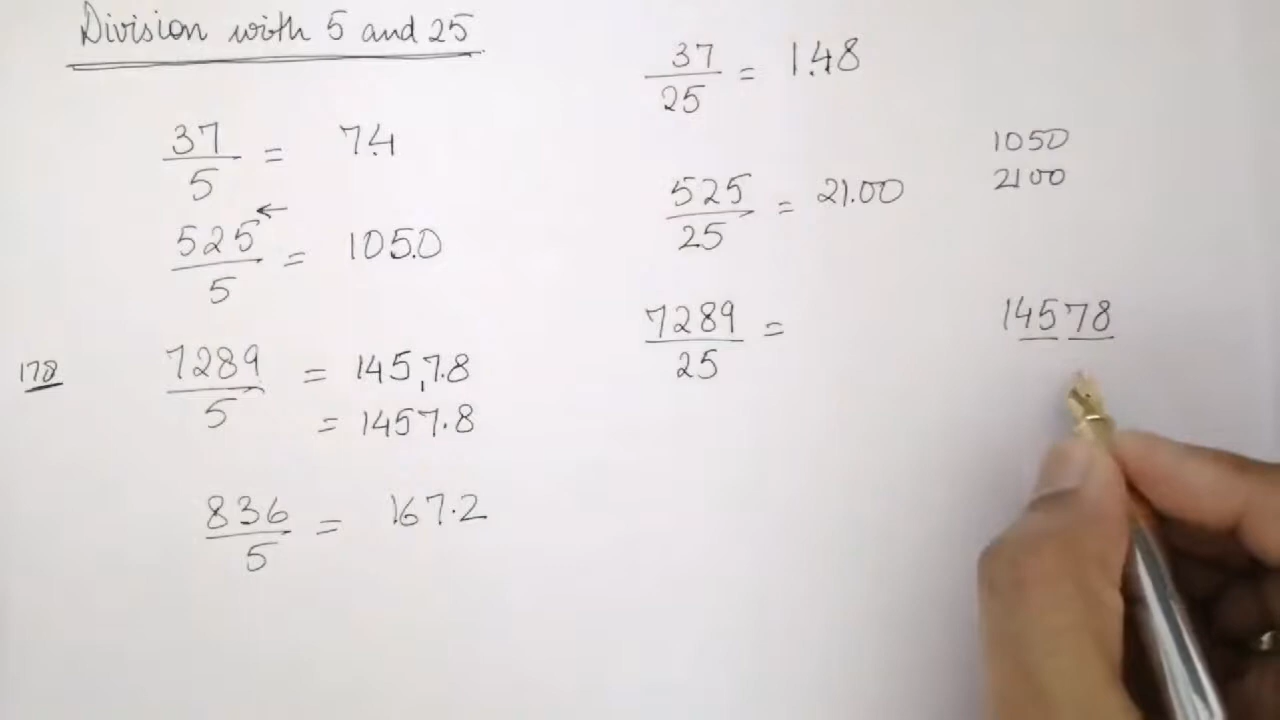 Division with 5 and 25
37/5 = 7.4
525/5 = 105.0
178
7289/5 = 145,7.8
= 1457.8
836/5 = 167.2
37/25 = 1.48
1050
2100
525/25 = 21.00
7289/25 =
14578